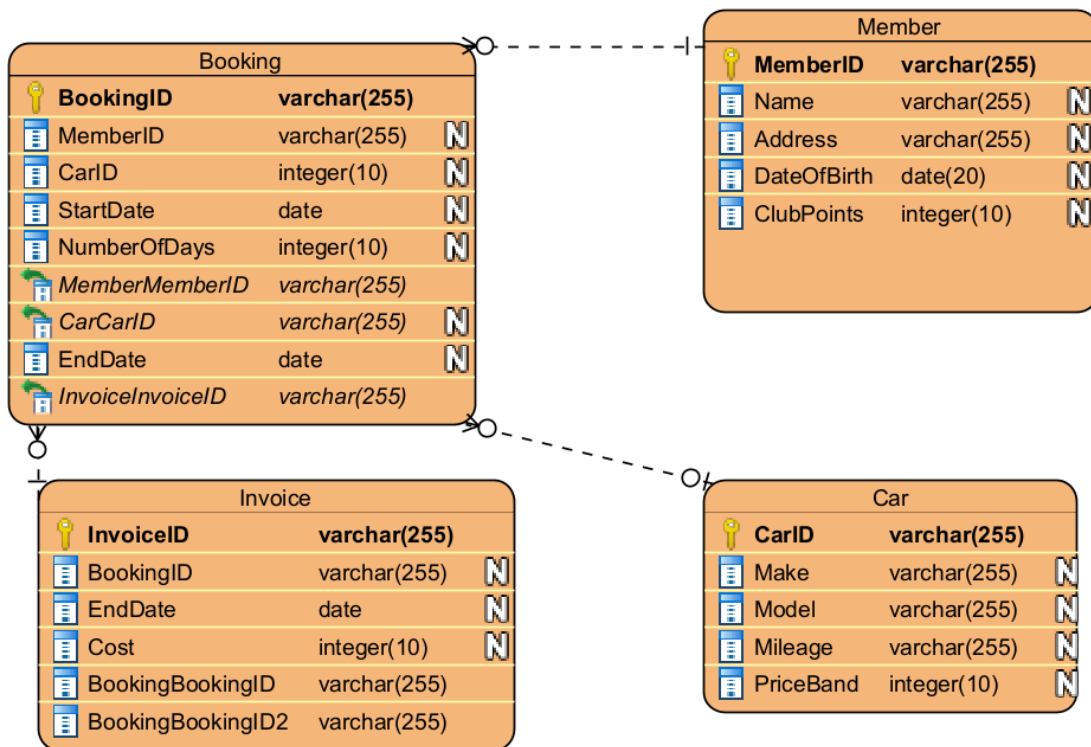 Booking
BookingID varchar(255)
MemberID varchar(255) N
CarID integer(10) N
StartDate date N
NumberOfDays integer(10) N
MemberMemberID varchar(255)
CarCarID varchar(255) N
EndDate date N
InvoiceInvoiceID varchar(255)
Member
MemberID varchar(255)
Name varchar(255) N
Address varchar(255) N
DateOfBirth date(20) N
ClubPoints integer(10) N
Invoice
InvoiceID varchar(255)
BookingID varchar(255) N
EndDate date N
Cost integer(10) N
BookingBookingID varchar(255)
BookingBookingID2 varchar(255)
Car
CarID varchar(255)
Make varchar(255) N
Model varchar(255) N
Mileage varchar(255) N
PriceBand integer(10) N